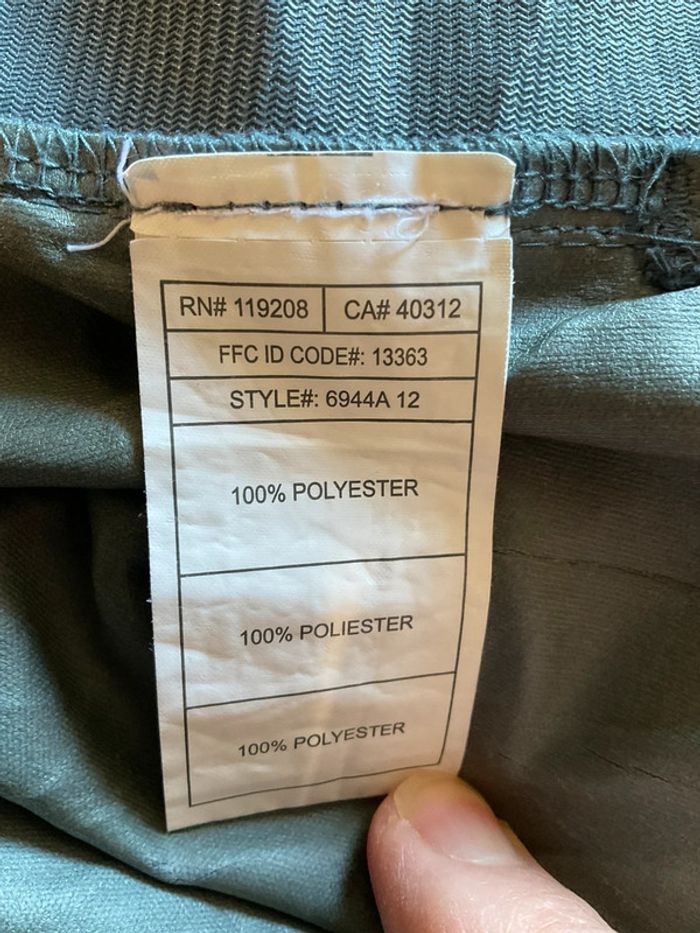 RN# 119208 CA# 40312
FFC ID CODE#: 13363
STYLE#: 6944A 12
100% POLYESTER
100% POLIESTER
100% POLYESTER